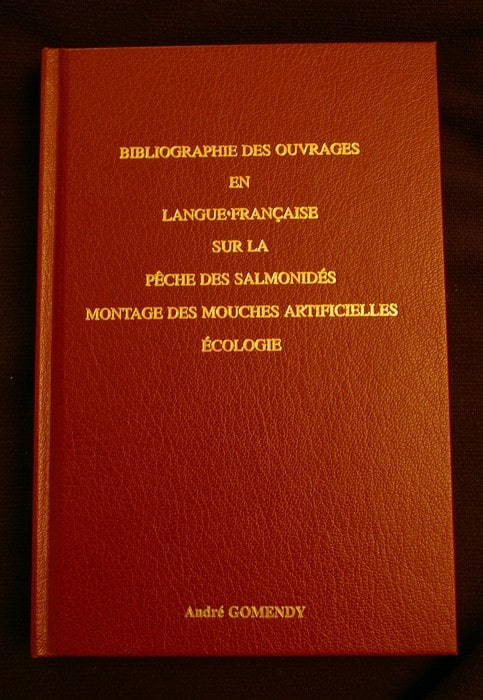 BIBLIOGRAPHIE DES OUVRAGES
EN
LANGUE•FRANÇAISE
SUR LA
PÊCHE DES SALMONIDÉS
MONTAGE DES MOUCHES ARTIFICIELLES
ÉCOLOGIE
André GOMENDY